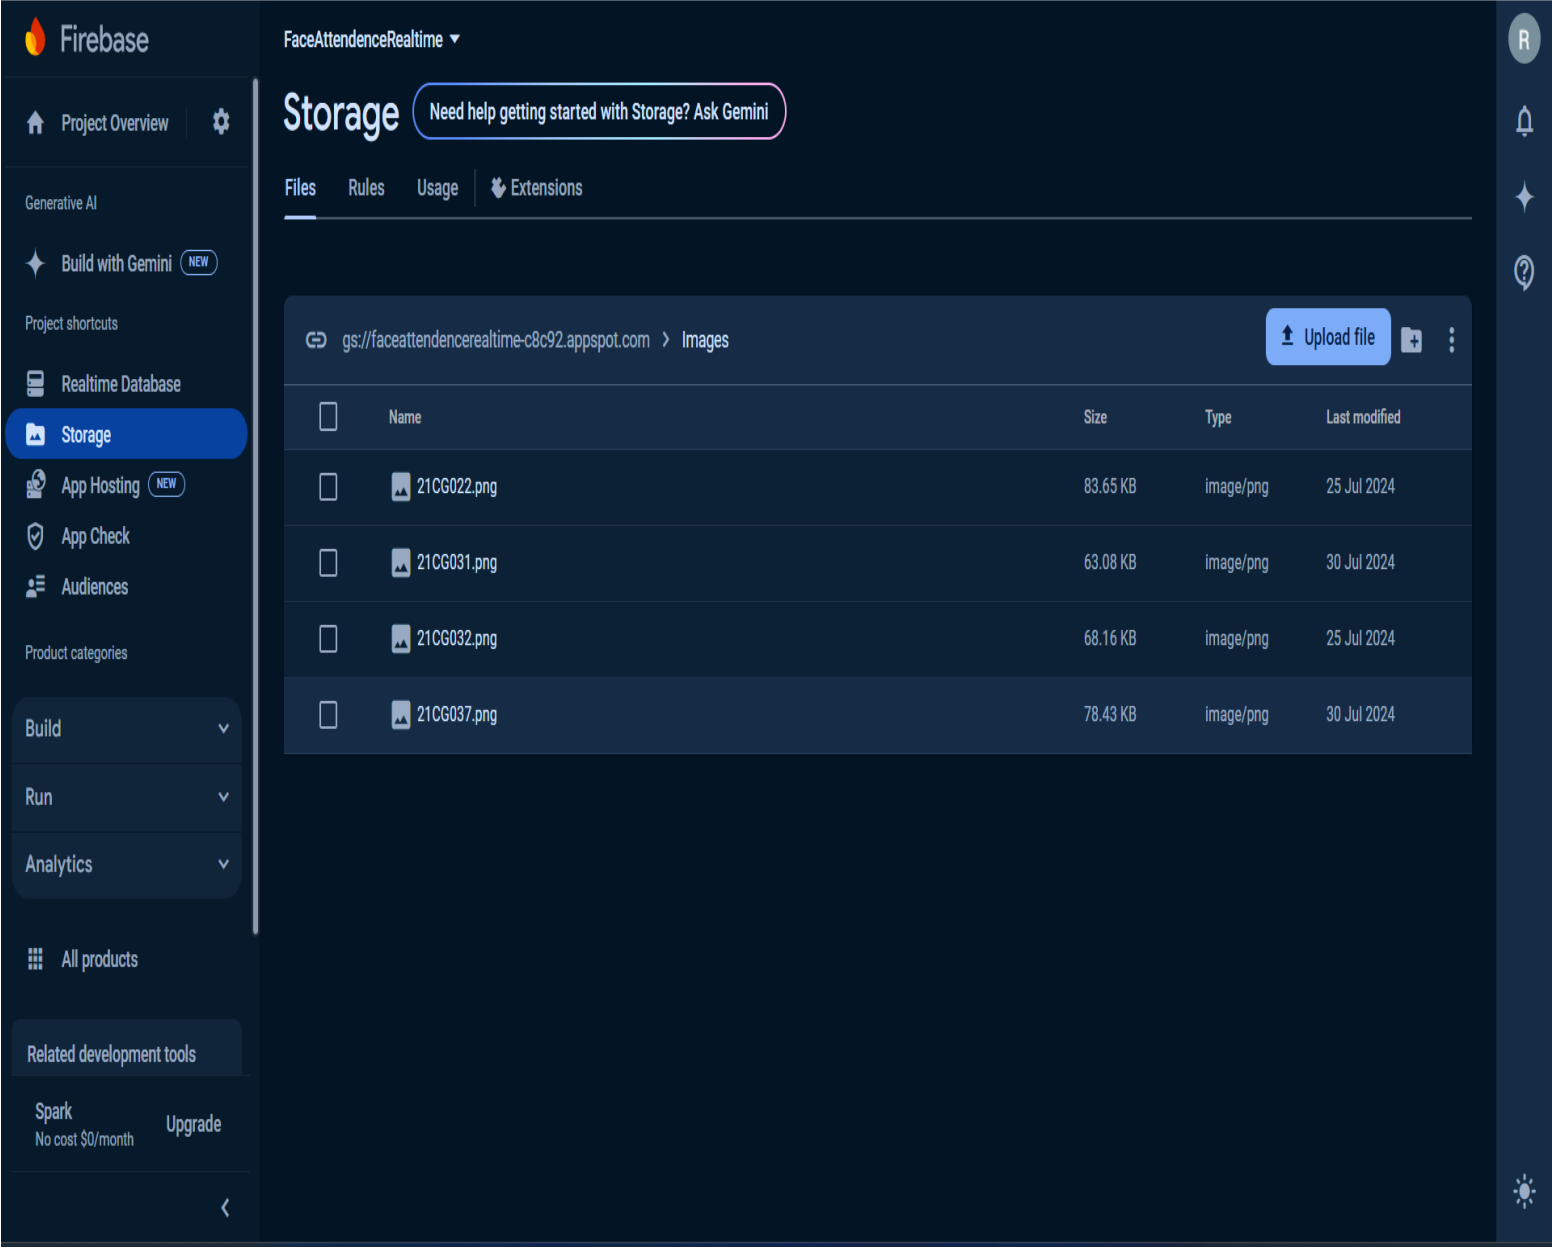 Firebase
FaceAttendenceRealtime
R
Project Overview
Storage
Need help getting started with Storage? Ask Gemini
Files Rules Usage Extensions
Generative AI
Build with Gemini NEW
Project shortcuts
Realtime Database
Storage
App Hosting NEW
App Check
Audiences
Product categories
Build
Run
Analytics
All products
Related development tools
Spark
No cost $0/month
Upgrade
gs://faceattendencerealtime-c8c92.appspot.com > Images
Upload file
Name Size Type Last modified
21CG022.png 83.65 KB image/png 25 Jul 2024
21CG031.png 63.08 KB image/png 30 Jul 2024
21CG032.png 68.16 KB image/png 25 Jul 2024
21CG037.png 78.43 KB image/png 30 Jul 2024